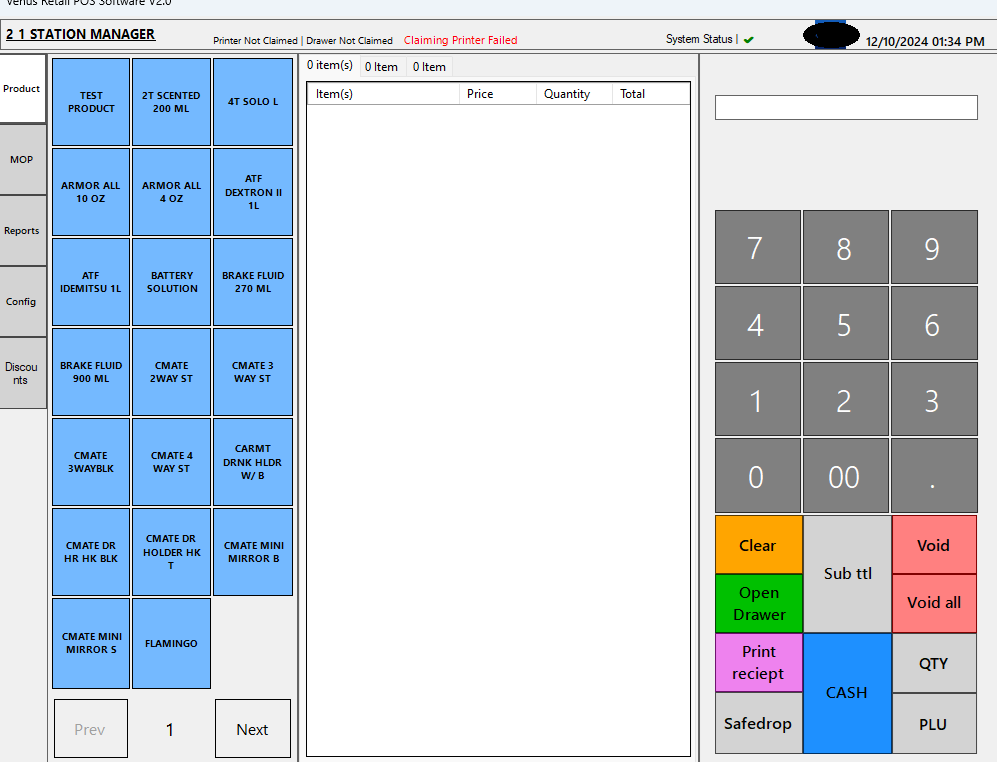 Venus Retail POS Software V2.0
2 1 STATION MANAGER
Printer Not Claimed | Drawer Not Claimed
Claiming Printer Failed
System Status |
12/10/2024 01:34 PM
Product
MOP
Reports
Config
Discou
nts
TEST
PRODUCT
2T SCENTED
200 ML
4T SOLO L
ARMOR ALL
10 OZ
ARMOR ALL
4 OZ
ATF
DEXTRON II
1L
ATF
IDEMITSU 1L
BATTERY
SOLUTION
BRAKE FLUID
270 ML
BRAKE FLUID
900 ML
CMATE
2WAY ST
CMATE 3
WAY ST
CMATE
3WAYBLK
CMATE 4
WAY ST
CARMT
DRNK HLDR
W/ B
CMATE DR
HR HK BLK
CMATE DR
HOLDER HK
T
CMATE MINI
MIRROR B
CMATE MINI
MIRROR S
FLAMINGO
Prev
1
Next
0 item(s)
0 Item
0 Item
Item(s)
Price
Quantity
Total
7
8
9
4
5
6
1
2
3
0
00
.
Clear
Sub ttl
Void
Open
Drawer
Void all
Print
reciept
CASH
QTY
Safedrop
PLU